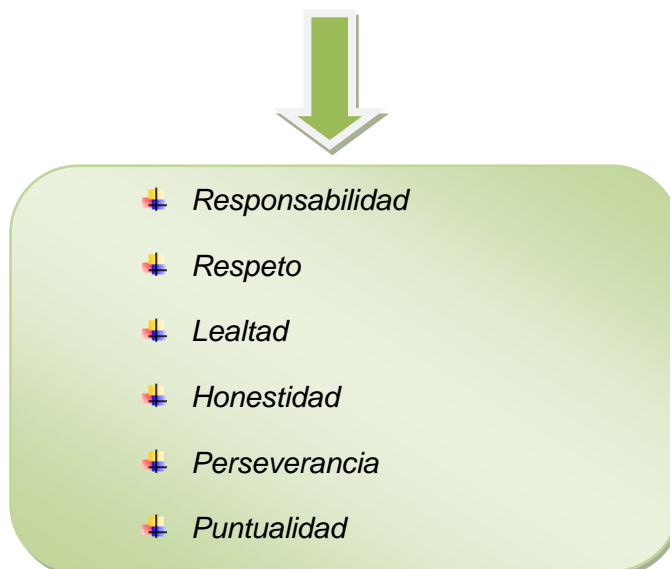 Responsabilidad
Respeto
Lealtad
Honestidad
Perseverancia
Puntualidad